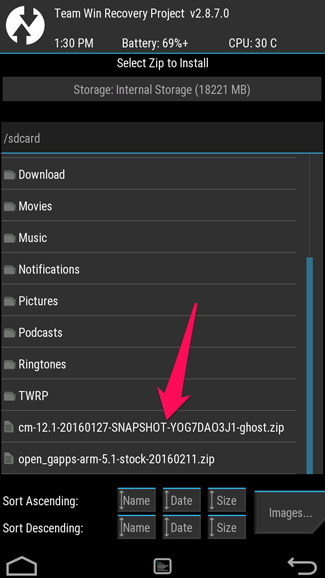 Team Win Recovery Project v2.8.7.0
1:30 PM Battery: 69%+ CPU: 30 C
Select Zip to Install
Storage: Internal Storage (18221 MB)
/sdcard
Download
Movies
Music
Notifications
Pictures
Podcasts
Ringtones
TWRP
cm-12.1-20160127-SNAPSHOT-YOG7DAO3J1-ghost.zip
open_gapps-arm-5.1-stock-20160211.zip
Sort Ascending: Name Date Size
Images...
Sort Descending: Name Date Size